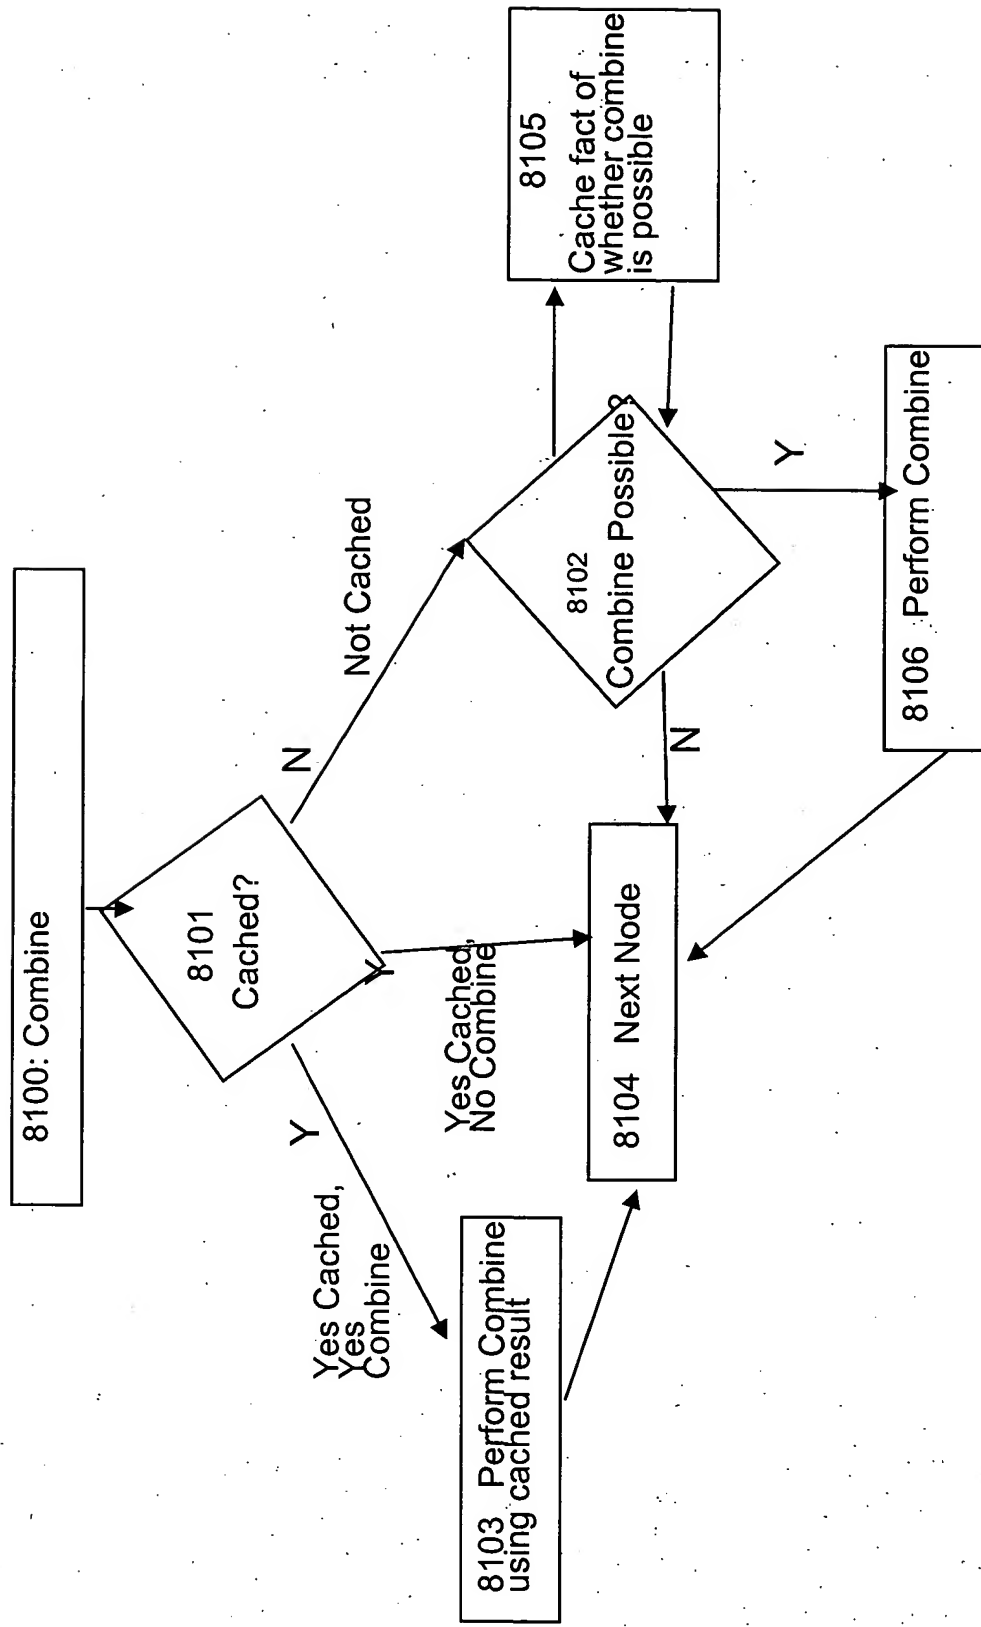 8100: Combine
8101
Cached?
N
Not Cached
Y
Yes Cached,
Yes
Combine
Y
Yes Cached,
No Combine
8102
Combine Possible?
8105
Cache fact of
whether combine
is possible
8103 Perform Combine
using cached result
8104 Next Node
N
Y
8106 Perform Combine